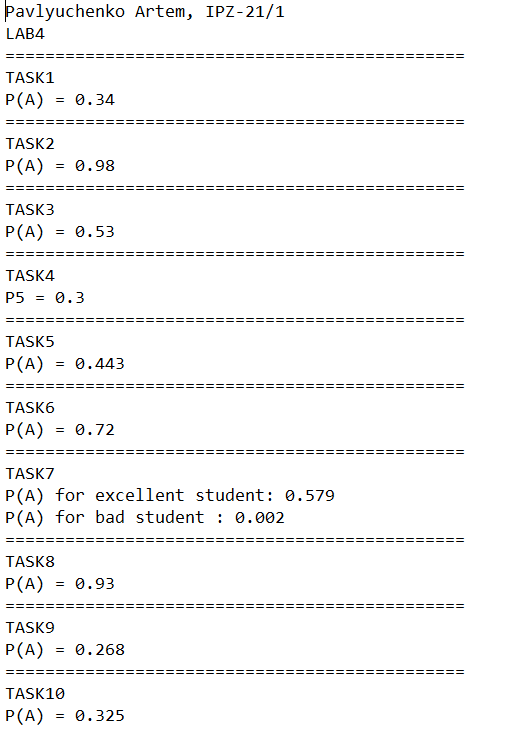 Pavlyuchenko Artem, IPZ-21/1
LAB4
==============================================
TASK1
P(A) = 0.34
==============================================
TASK2
P(A) = 0.98
==============================================
TASK3
P(A) = 0.53
==============================================
TASK4
P5 = 0.3
==============================================
TASK5
P(A) = 0.443
==============================================
TASK6
P(A) = 0.72
==============================================
TASK7
P(A) for excellent student: 0.579
P(A) for bad student : 0.002
==============================================
TASK8
P(A) = 0.93
==============================================
TASK9
P(A) = 0.268
==============================================
TASK10
P(A) = 0.325